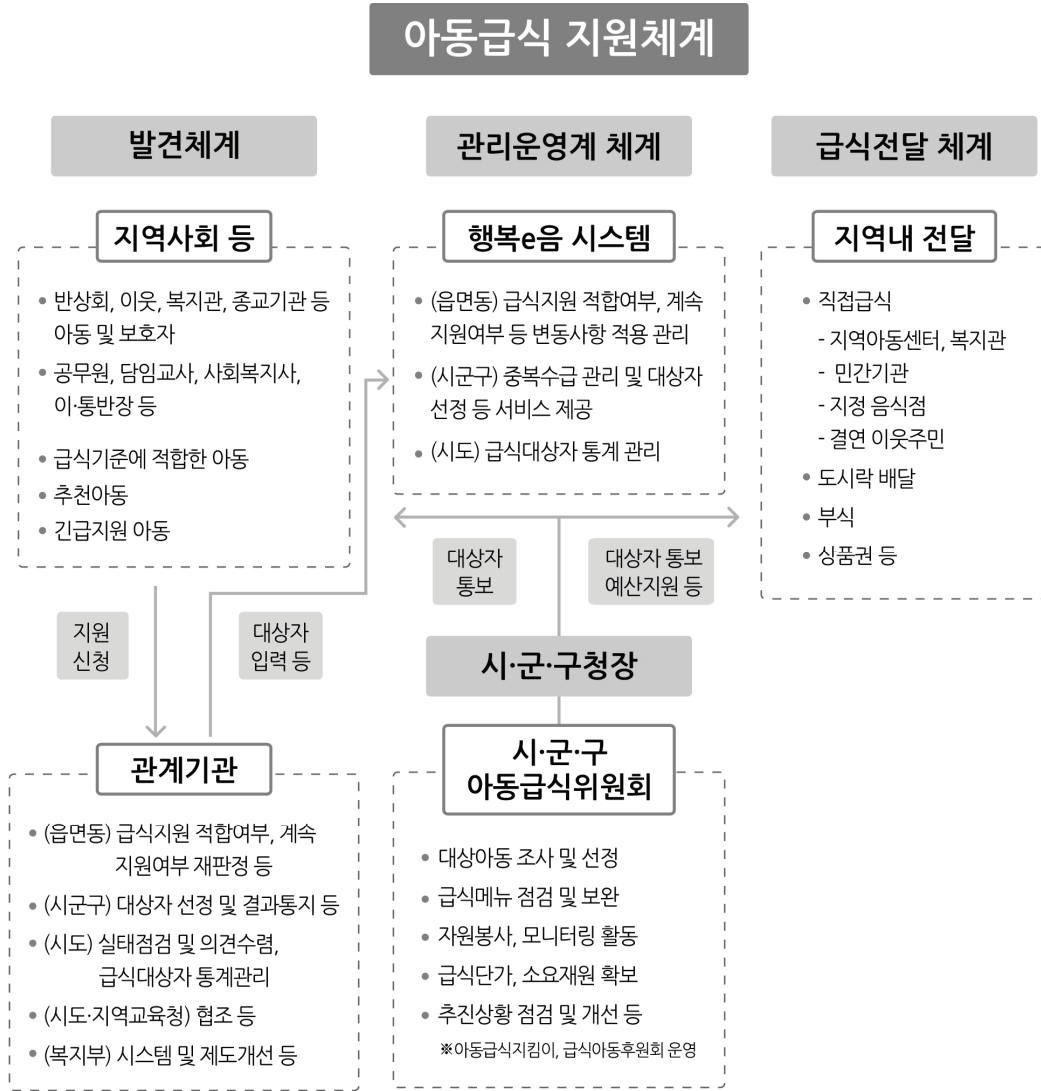 아동급식 지원체계
발견체계
지역사회 등
• 반상회, 이웃, 복지관, 종교기관 등
아동 및 보호자
• 공무원, 담임교사, 사회복지사,
이·통반장 등
• 급식기준에 적합한 아동
• 추천아동
• 긴급지원 아동
지원
신청
대상자
입력 등
관계기관
• (읍면동) 급식지원 적합여부, 계속
지원여부 재판정 등
• (시군구) 대상자 선정 및 결과통지 등
• (시도) 실태점검 및 의견수렴,
급식대상자 통계관리
• (시도·지역교육청) 협조 등
• (복지부) 시스템 및 제도개선 등
관리운영계 체계
행복e음 시스템
• (읍면동) 급식지원 적합여부, 계속
지원여부 등 변동사항 적용 관리
• (시군구) 중복수급 관리 및 대상자
선정 등 서비스 제공
• (시도) 급식대상자 통계 관리
대상자
통보
대상자 통보
예산지원 등
시·군·구청장
시·군·구
아동급식위원회
• 대상아동 조사 및 선정
• 급식메뉴 점검 및 보완
• 자원봉사, 모니터링 활동
• 급식단가, 소요재원 확보
• 추진상황 점검 및 개선 등
※아동급식지킴이, 급식아동후원회 운영
급식전달 체계
지역내 전달
• 직접급식
- 지역아동센터, 복지관
- 민간기관
- 지정 음식점
- 결연 이웃주민
• 도시락 배달
• 부식
• 상품권 등